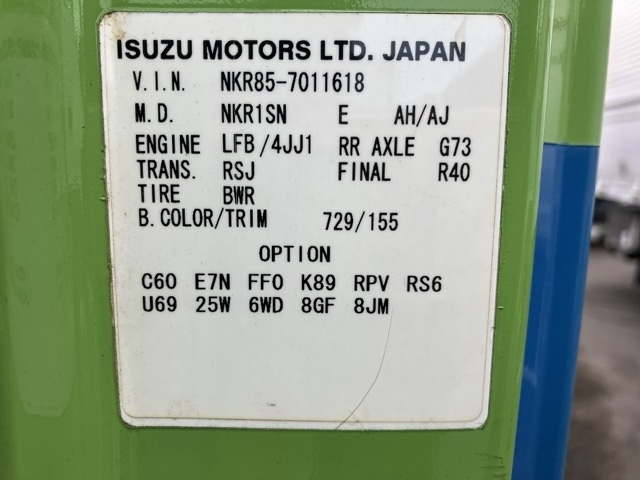 ISUZU MOTORS LTD. JAPAN
V.I.N. NKR85-7011618
M.D. NKR1SN E AH/AJ
ENGINE LFB/4JJ1 RR AXLE G73
TRANS. RSJ FINAL R40
TIRE BWR
B.COLOR/TRIM 729/155
OPTION
C60 E7N FF0 K89 RPV RS6
U69 25W 6WD 8GF 8JM